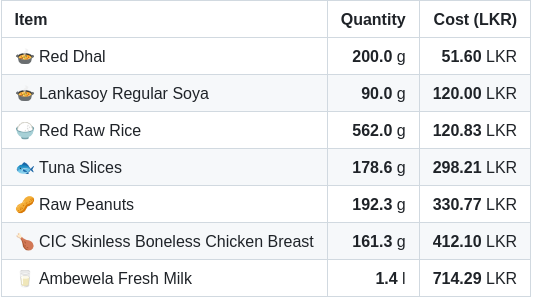 Item Quantity Cost (LKR)
Red Dhal 200.0 g 51.60 LKR
Lankasoy Regular Soya 90.0 g 120.00 LKR
Red Raw Rice 562.0 g 120.83 LKR
Tuna Slices 178.6 g 298.21 LKR
Raw Peanuts 192.3 g 330.77 LKR
CIC Skinless Boneless Chicken Breast 161.3 g 412.10 LKR
Ambewela Fresh Milk 1.4 l 714.29 LKR